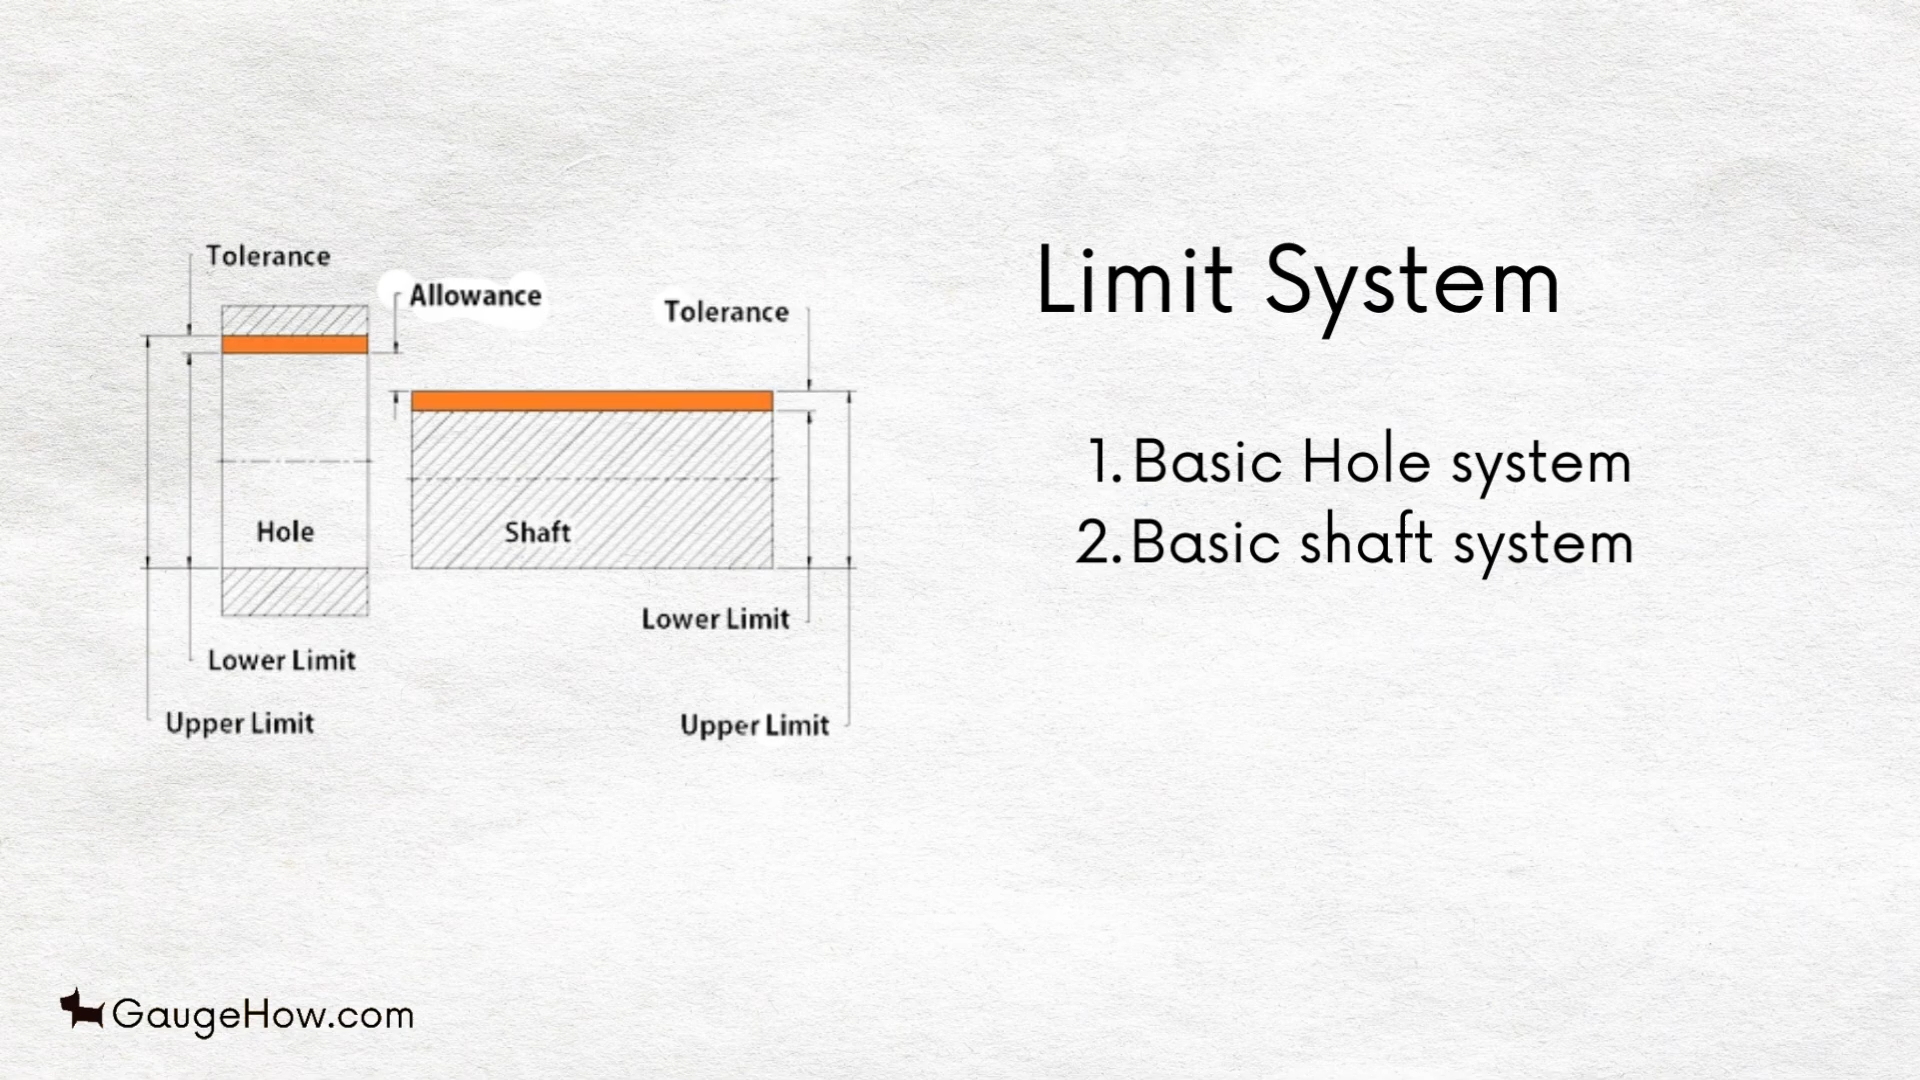 Tolerance
Allowance
Tolerance
Hole
Shaft
Lower Limit
Lower Limit
Upper Limit
Upper Limit
Limit System
1. Basic Hole system
2. Basic shaft system
GaugeHow.com